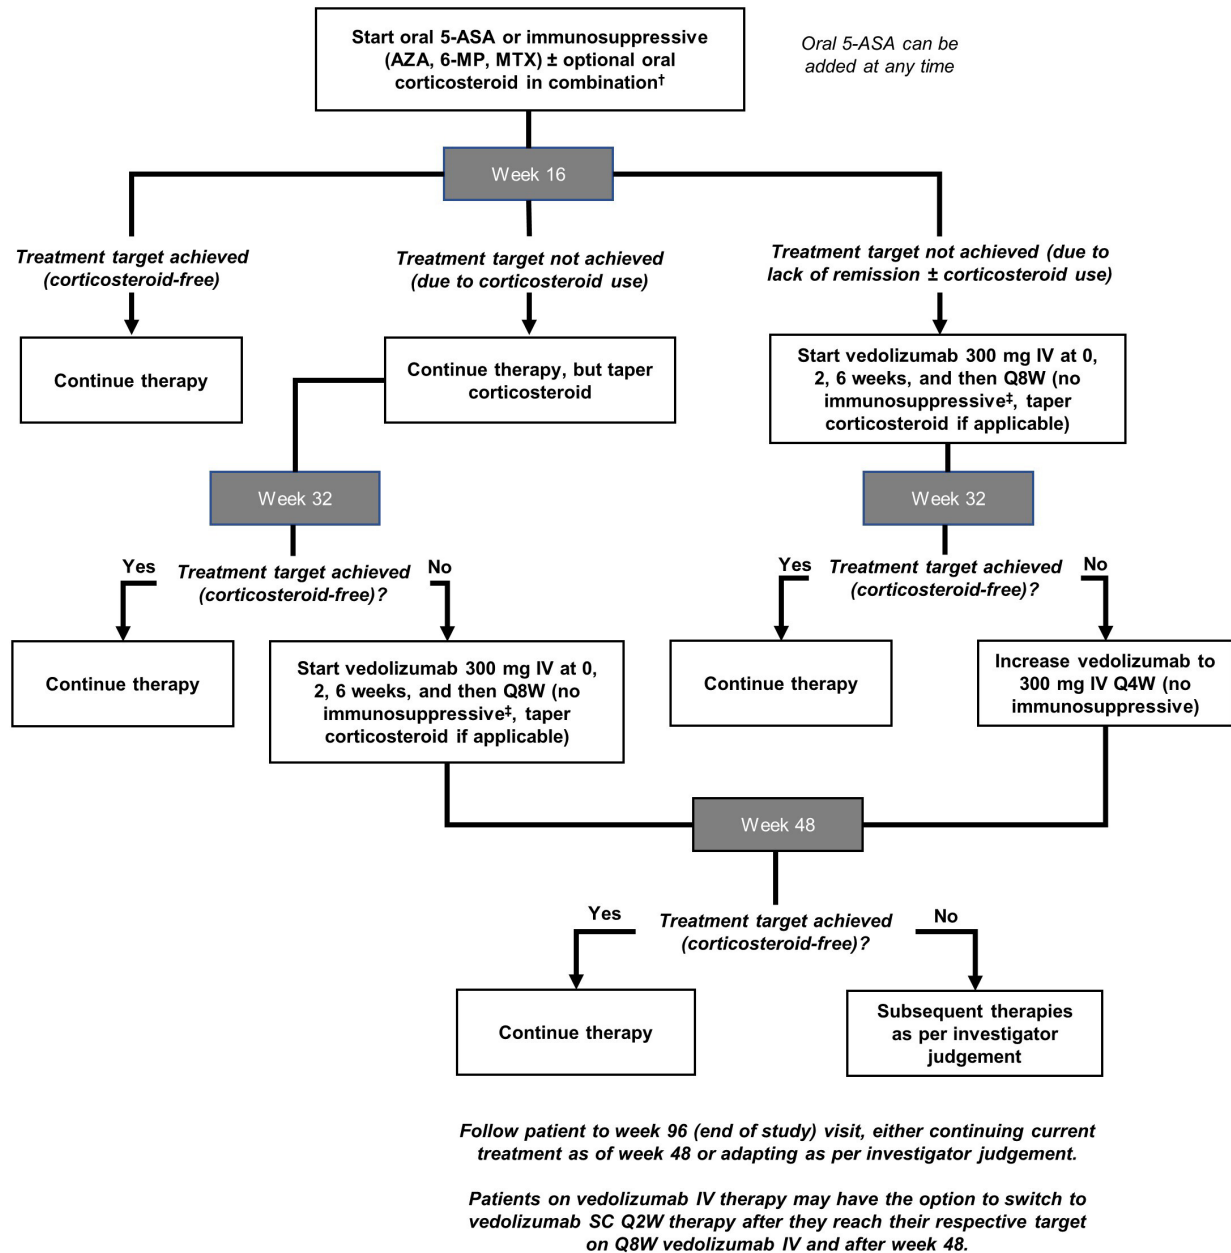 Start oral 5-ASA or immunosuppressive
(AZA, 6-MP, MTX) ± optional oral
corticosteroid in combination†
Oral 5-ASA can be
added at any time
Week 16
Treatment target achieved
(corticosteroid-free)
Treatment target not achieved
(due to corticosteroid use)
Treatment target not achieved (due to
lack of remission ± corticosteroid use)
Continue therapy
Continue therapy, but taper
corticosteroid
Start vedolizumab 300 mg IV at 0,
2, 6 weeks, and then Q8W (no
immunosuppressive‡, taper
corticosteroid if applicable)
Week 32
Week 32
Yes
Treatment target achieved
(corticosteroid-free)?
No
Yes
Treatment target achieved
(corticosteroid-free)?
No
Continue therapy
Start vedolizumab 300 mg IV at 0,
2, 6 weeks, and then Q8W (no
immunosuppressive‡, taper
corticosteroid if applicable)
Continue therapy
Increase vedolizumab to
300 mg IV Q4W (no
immunosuppressive)
Week 48
Yes
Treatment target achieved
(corticosteroid-free)?
No
Continue therapy
Subsequent therapies
as per investigator
judgement
Follow patient to week 96 (end of study) visit, either continuing current
treatment as of week 48 or adapting as per investigator judgement.
Patients on vedolizumab IV therapy may have the option to switch to
vedolizumab SC Q2W therapy after they reach their respective target
on Q8W vedolizumab IV and after week 48.